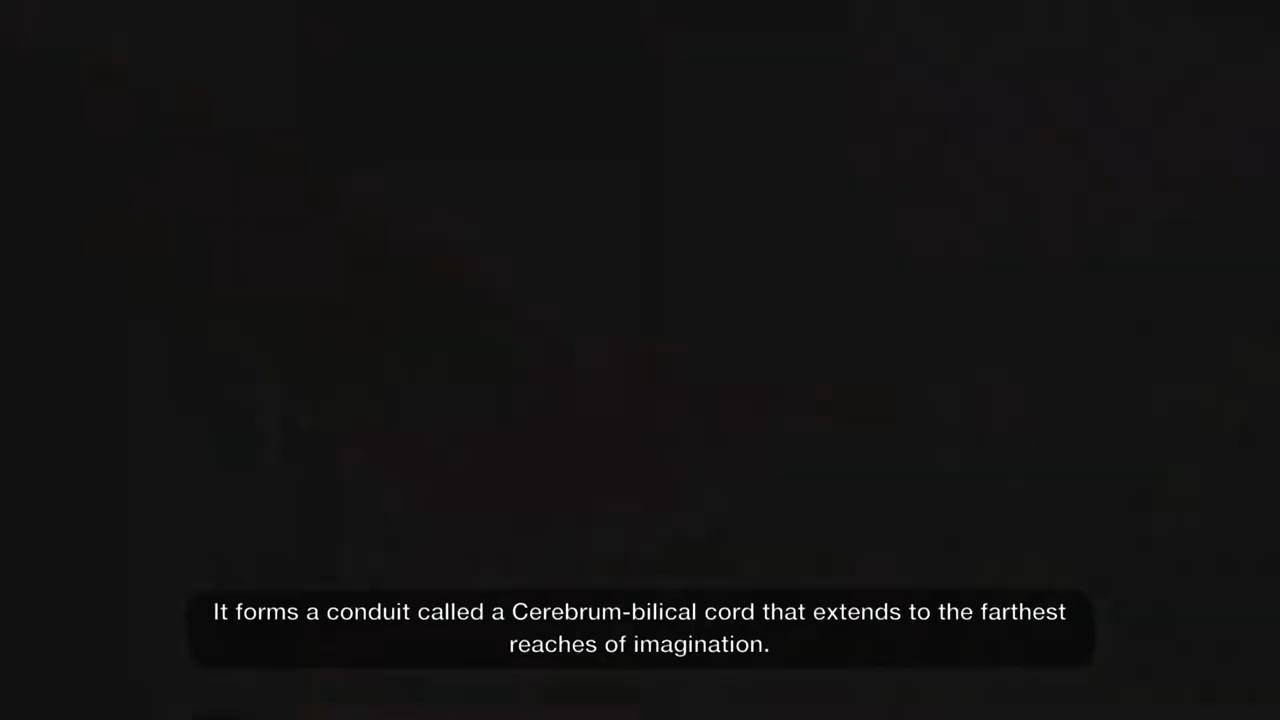 It forms a conduit called a Cerebrum-bilical cord that extends to the farthest
reaches of imagination.